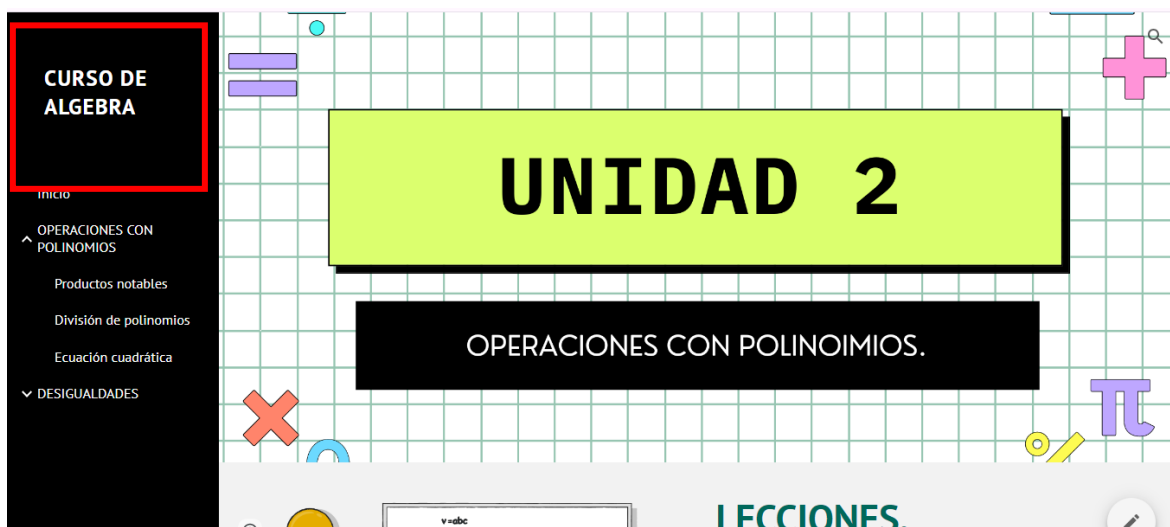 CURSO DE
ALGEBRA
Inicio
OPERACIONES CON
POLINOMIOS
Productos notables
División de polinomios
Ecuación cuadrática
DESIGUALDADES
UNIDAD 2
OPERACIONES CON POLINOIMIOS.
v=abc
LECCIONES.